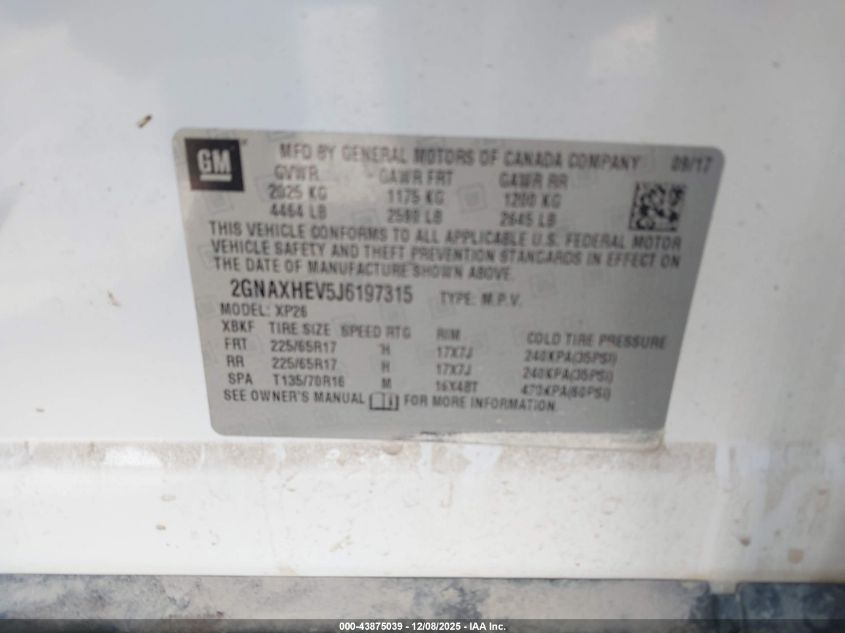 GM
MFD BY GENERAL MOTORS OF CANADA COMPANY 09/17
GVWR GAWR FRT GAWR RR
2025 KG 1175 KG 1200 KG
4464 LB 2590 LB 2645 LB
THIS VEHICLE CONFORMS TO ALL APPLICABLE U.S. FEDERAL MOTOR
VEHICLE SAFETY AND THEFT PREVENTION STANDARDS IN EFFECT ON
THE DATE OF MANUFACTURE SHOWN ABOVE.
2GNAXHEV5J6197315 TYPE: M.P.V.
MODEL: XP26
XBKF TIRE SIZE SPEED RTG RIM COLD TIRE PRESSURE
FRT 225/65R17 H 17X7J 240KPA(35PSI)
RR 225/65R17 H 17X7J 240KPA(35PSI)
SPA T135/70R16 M 16X4BT 420KPA(60PSI)
SEE OWNER'S MANUAL FOR MORE INFORMATION.
000-43875039 - 12/08/2025 - IAA Inc.